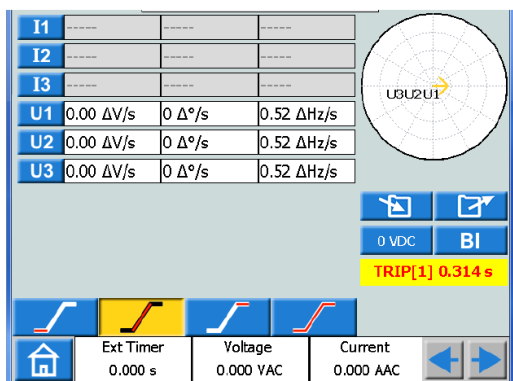 I1 ----- ----- -----
I2 ----- ----- -----
I3 ----- ----- -----
U1 0.00 ΔV/s 0 Δ°/s 0.52 ΔHz/s
U2 0.00 ΔV/s 0 Δ°/s 0.52 ΔHz/s
U3 0.00 ΔV/s 0 Δ°/s 0.52 ΔHz/s
U3U2U1
0 VDC BI
TRIP[1] 0.314 s
Ext Timer Voltage Current
0.000 s 0.000 VAC 0.000 AAC